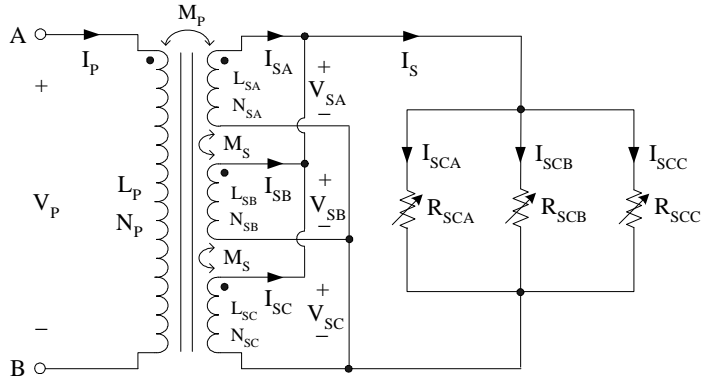 M_P
A
I_P
I_SA
I_S
+
L_SA
N_SA
+
V_SA
−
M_S
I_SCA
I_SCB
I_SCC
V_P
L_P
N_P
L_SB
N_SB
I_SB
+
V_SB
−
R_SCA
R_SCB
R_SCC
M_S
L_SC
N_SC
I_SC
+
V_SC
−
−
B